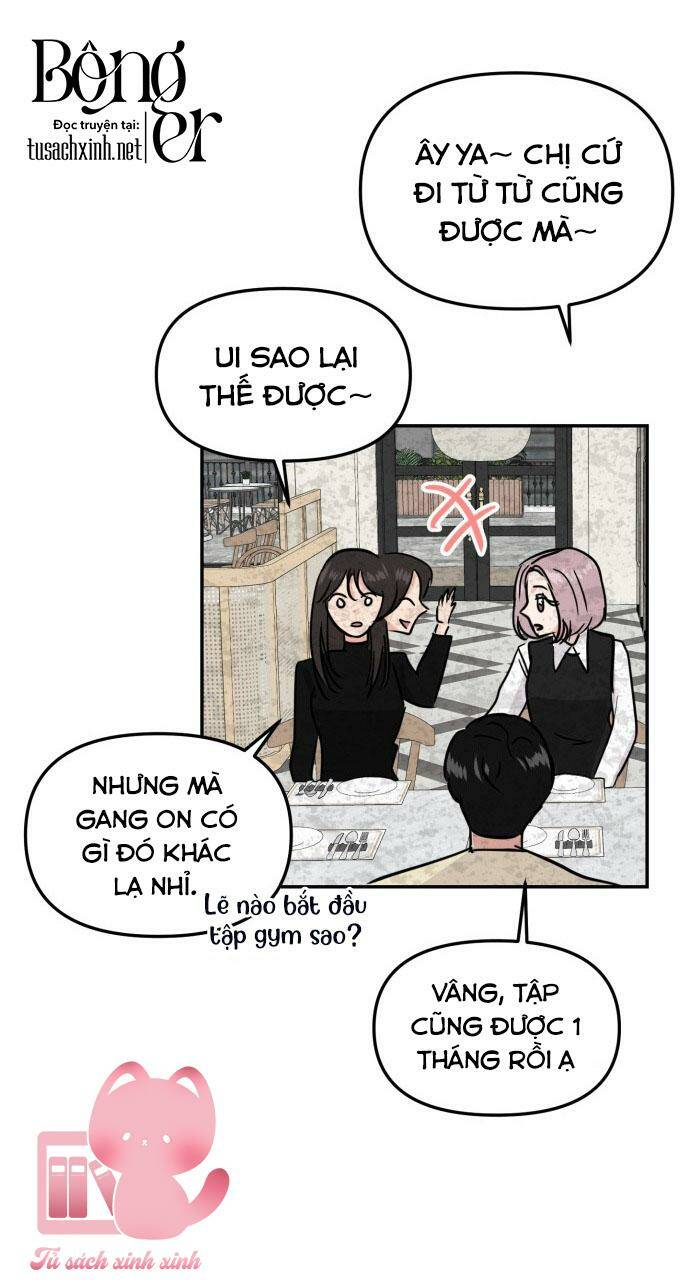 Bông
er
Đọc truyện tại:
tusachxinh.net
ÂY YA~ CHỊ CỨ
ĐI TỪ TỪ CŨNG
ĐƯỢC MÀ~
UI SAO LẠI
THẾ ĐƯỢC~
NHƯNG MÀ
GANG ON CÓ
GÌ ĐÓ KHÁC
LẠ NHỈ.
Lẽ nào bắt đầu
tập gym sao?
VÂNG, TẬP
CŨNG ĐƯỢC 1
THÁNG RỒI Ạ
Tủ sách xinh xinh